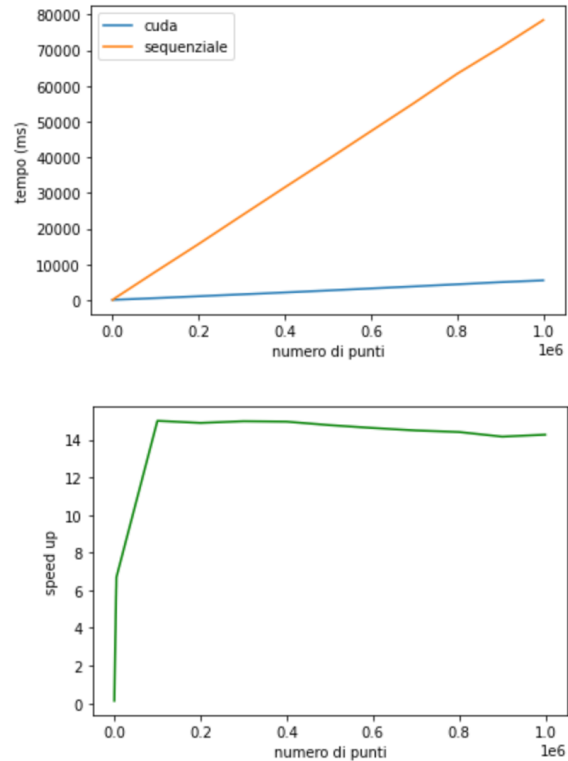 80000
70000
60000
50000
40000
30000
20000
10000
0
tempo (ms)
cuda
sequenziale
0.0 0.2 0.4 0.6 0.8 1.0
1e6
numero di punti
14
12
10
8
6
4
2
0
speed up
0.0 0.2 0.4 0.6 0.8 1.0
1e6
numero di punti